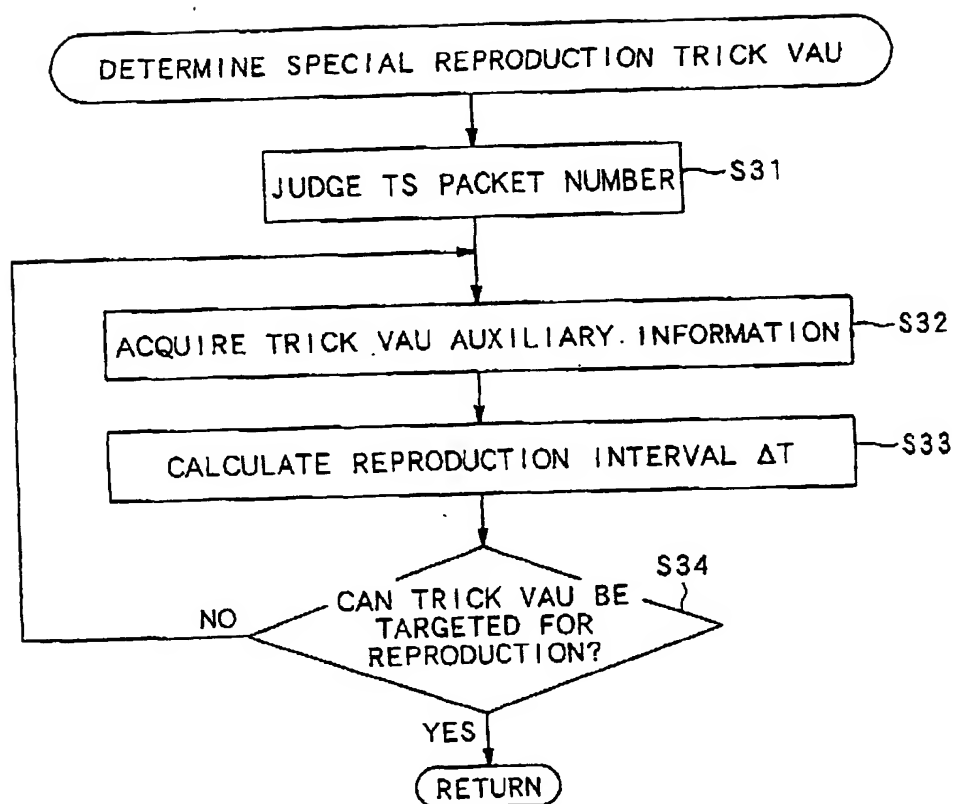 DETERMINE SPECIAL REPRODUCTION TRICK VAU
JUDGE TS PACKET NUMBER
S31
ACQUIRE TRICK VAU AUXILIARY INFORMATION
S32
CALCULATE REPRODUCTION INTERVAL ΔT
S33
S34
CAN TRICK VAU BE
TARGETED FOR
REPRODUCTION?
NO
YES
RETURN